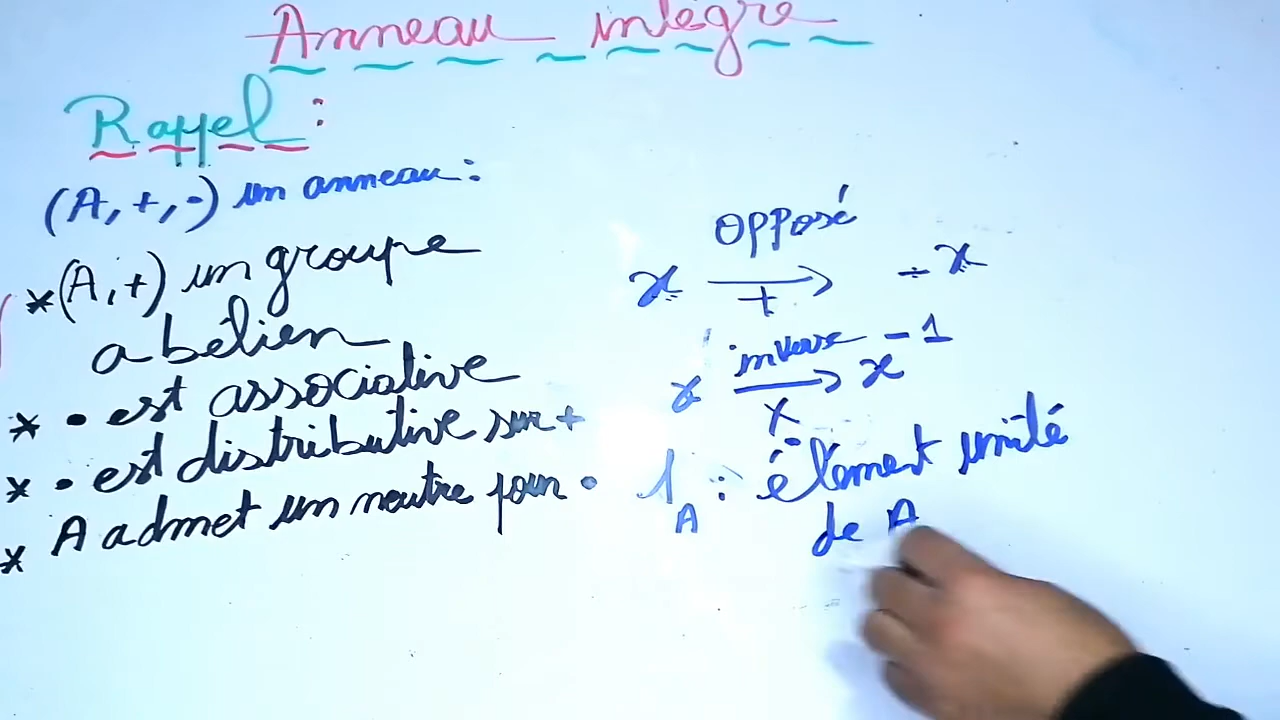 Anneau intègre
Rappel :
(A, +, •) un anneau :
* (A, +) un groupe
abélien
* • est associative
* • est distributive sur +
* A admet un neutre pour •
opposé
x ⟶ - x
+
inverse
x ⟶ x⁻¹
×
1_A : élément unité
de A